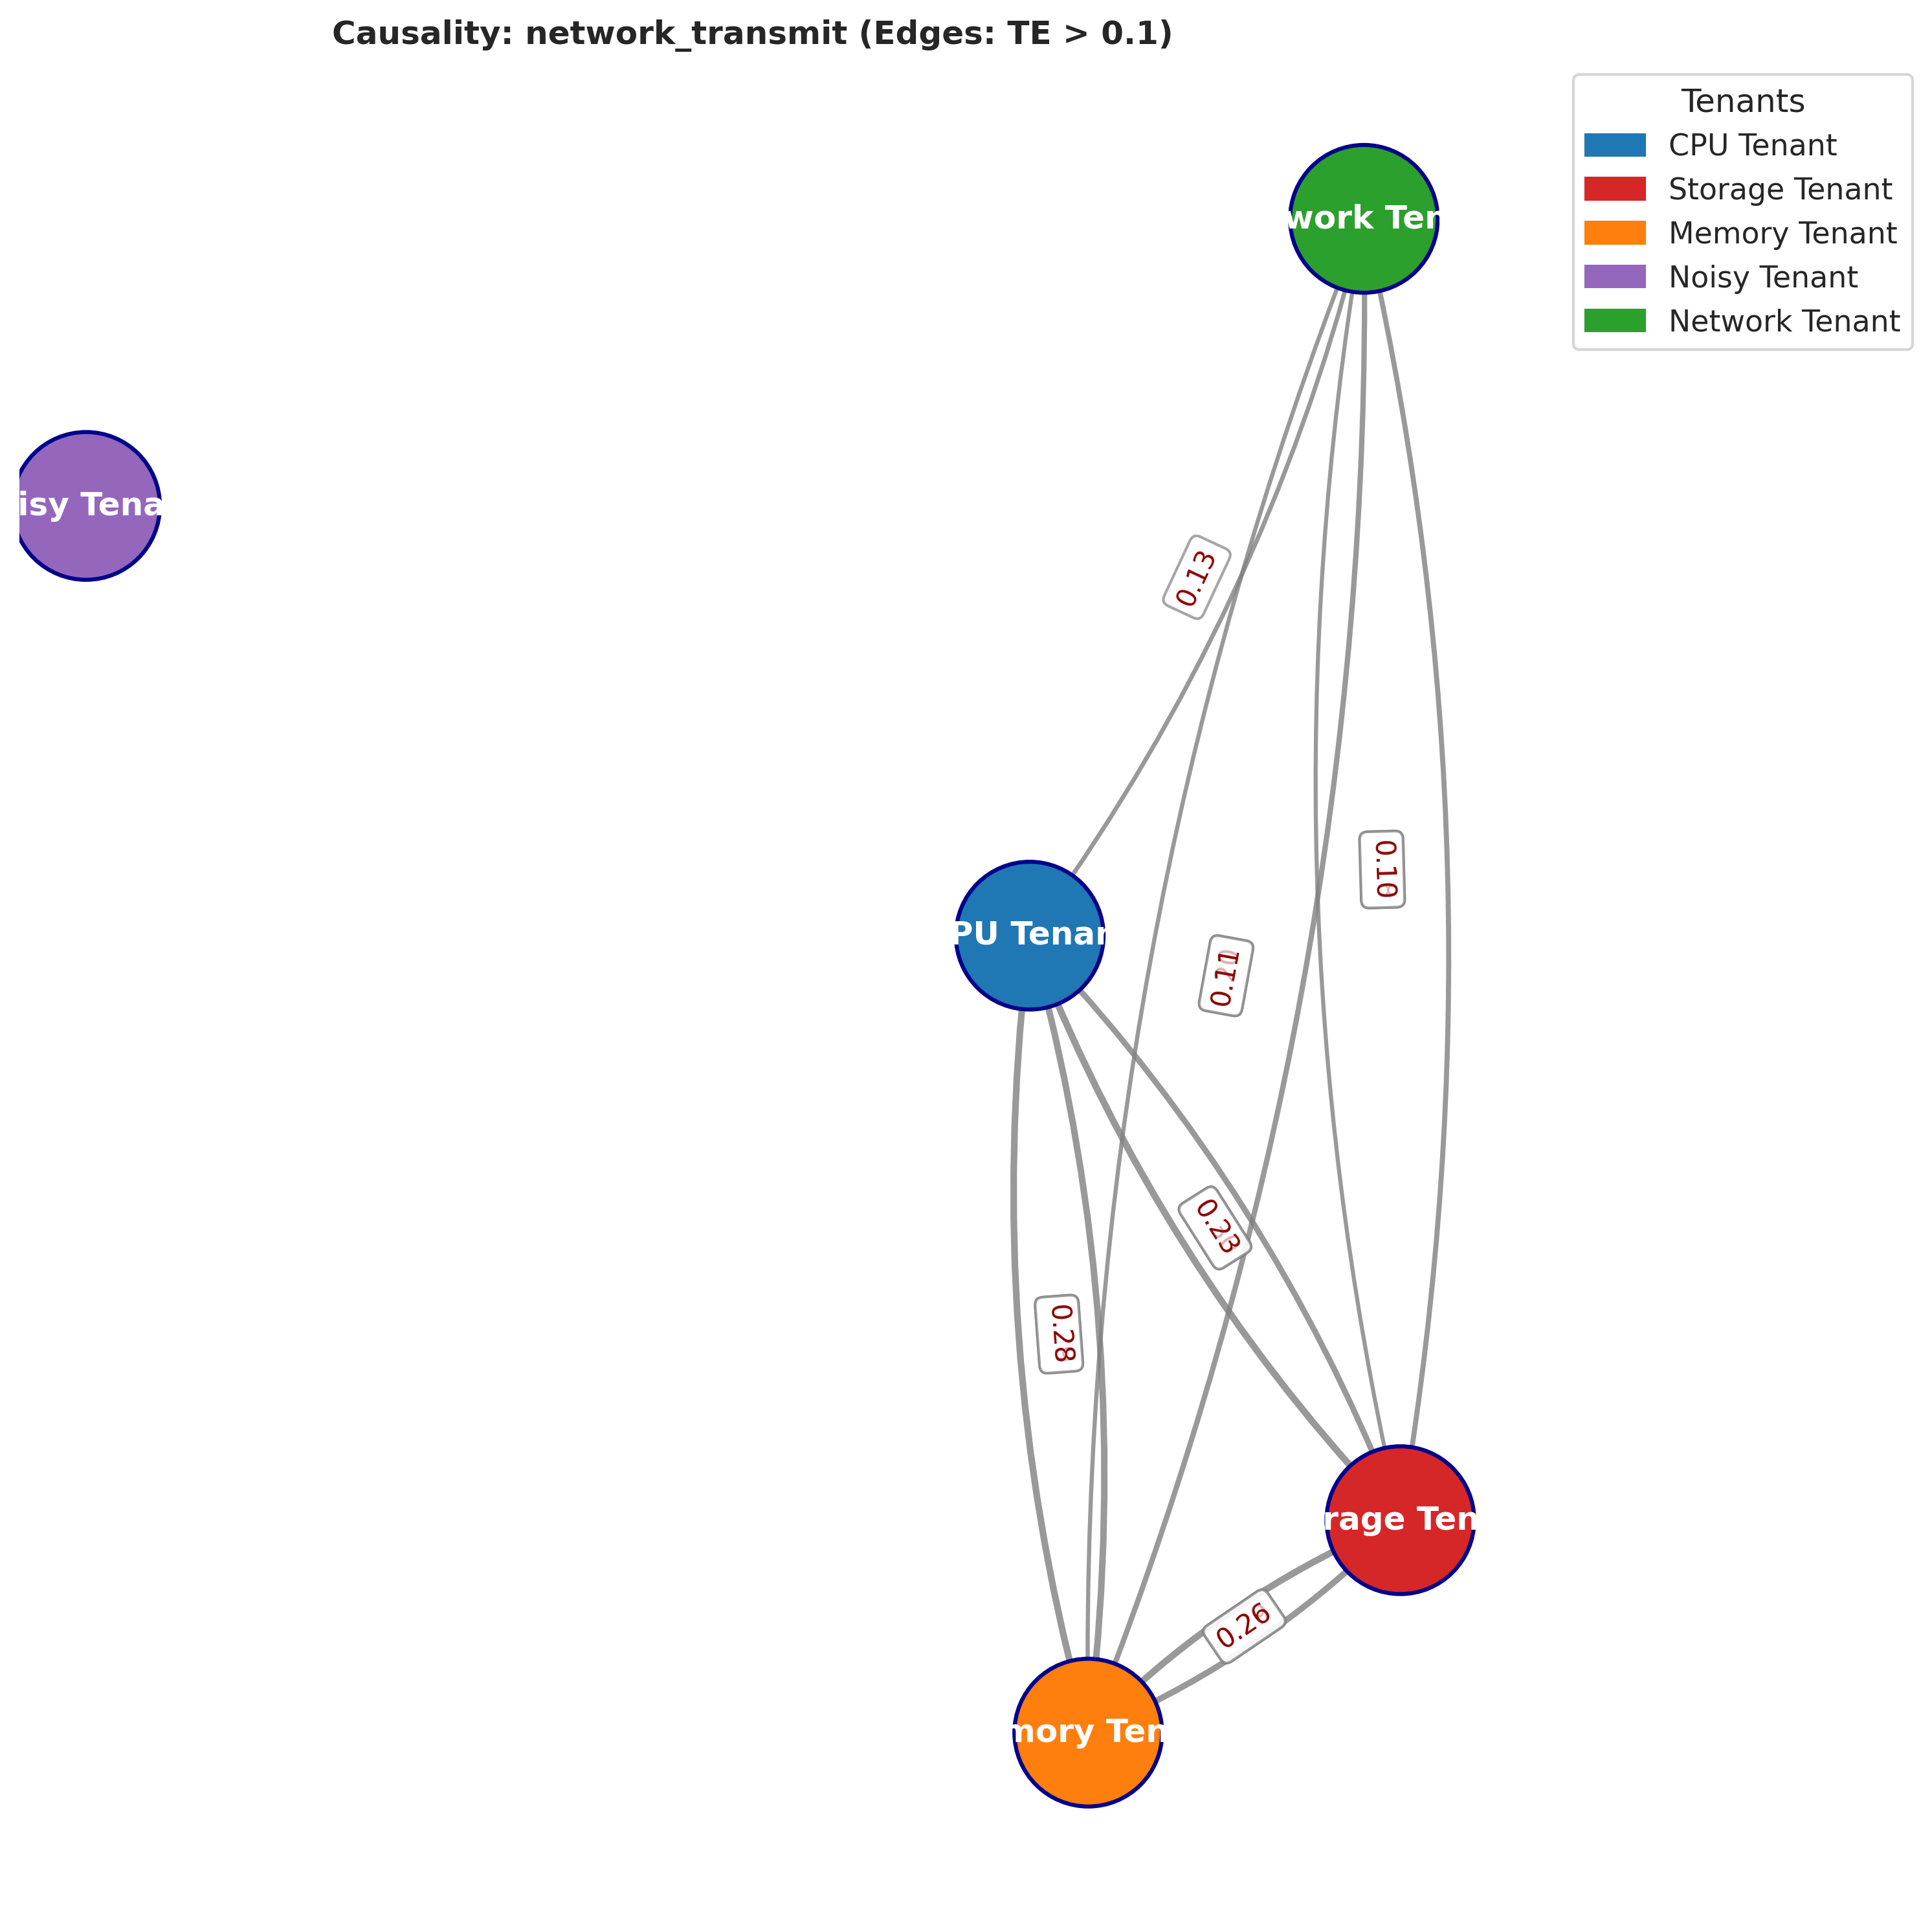 Causality: network_transmit (Edges: TE > 0.1)
Tenants
CPU Tenant
Storage Tenant
Memory Tenant
Noisy Tenant
Network Tenant
work Ten
isy Tena
0.13
0.10
PU Tenan
0.11
0.23
0.28
rage Ten
0.26
mory Ten